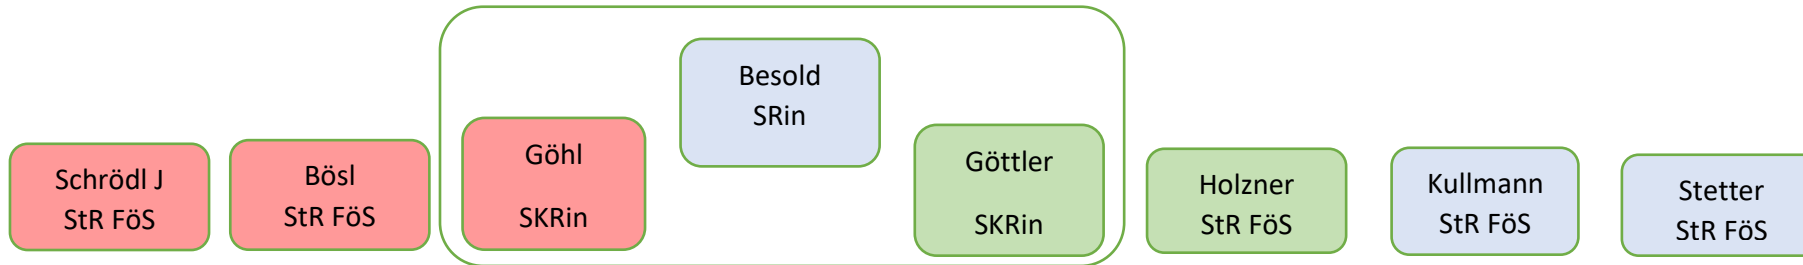 Schrödl J
StR FöS
Bösl
StR FöS
Göhl
SKRin
Besold
SRin
Göttler
SKRin
Holzner
StR FöS
Kullmann
StR FöS
Stetter
StR FöS